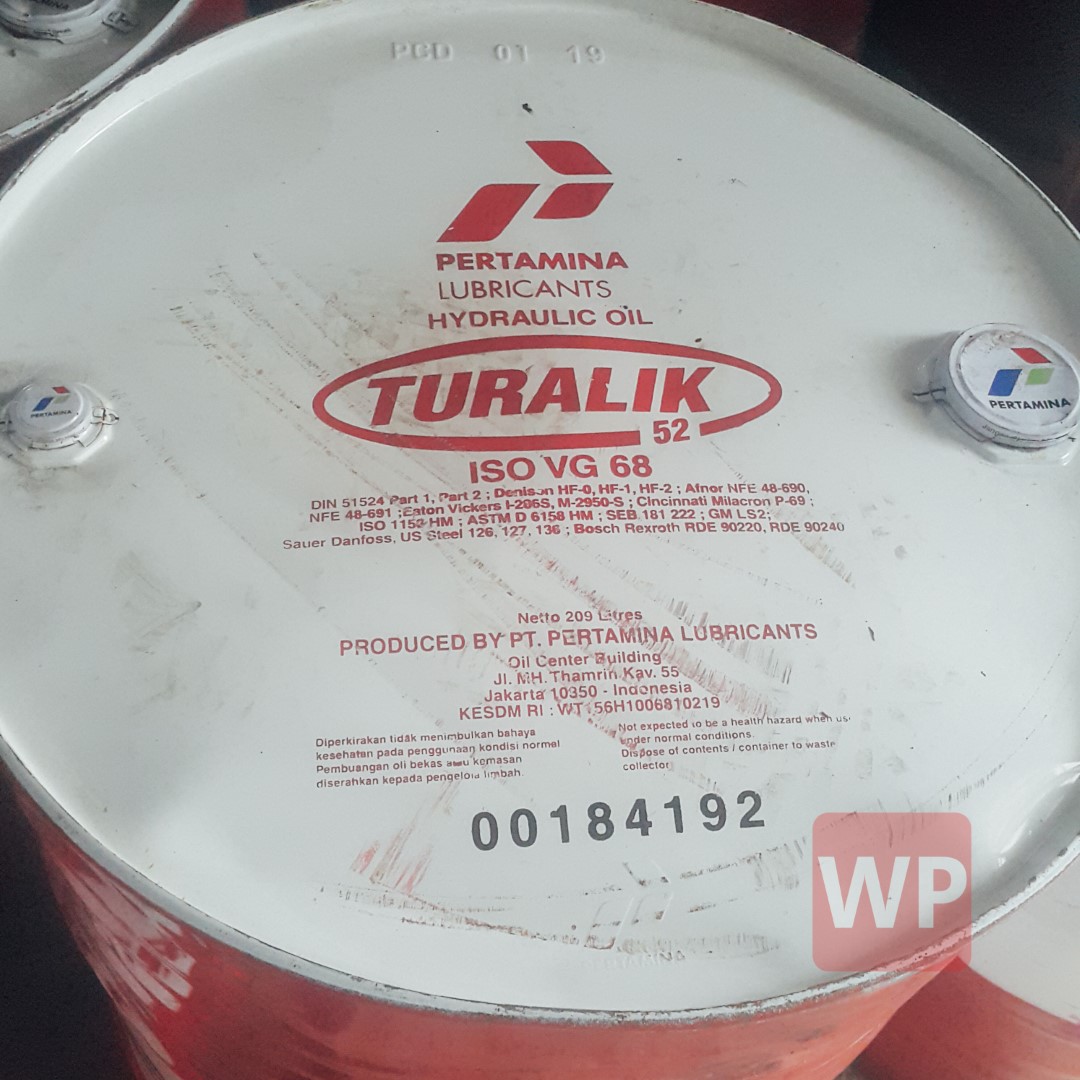 PCD 01 19
PERTAMINA
LUBRICANTS
HYDRAULIC OIL
TURALIK
52
ISO VG 68
DIN 51524 Part 1, Part 2 ; Denison HF-0, HF-1, HF-2 ; Afnor NFE 48-690,
NFE 48-691 ; Eaton Vickers I-286S, M-2950-S ; Cincinnati Milacron P-69 ;
ISO 1158 HM ; ASTM D 6158 HM ; SEB 181 222 ; GM LS2;
Sauer Danfoss, US Steel 126, 127, 136 ; Bosch Rexroth RDE 90220, RDE 90240
PERTAMINA
PERTAMINA
Netto 209 Litres
PRODUCED BY PT. PERTAMINA LUBRICANTS
Oil Center Building
Jl. MH. Thamrin Kav. 55
Jakarta 10350 - Indonesia
KESDM RI : WT156H1006810219
Diperkirakan tidak menimbulkan bahaya
kesehatan pada penggunaan kondisi normal
Pembuangan oli bekas atau kemasan
diserahkan kepada pengelola limbah.
Not expected to be a health hazard when us
under normal conditions.
Dispose of contents / container to waste
collector
00184192
WP
PERTAMINA